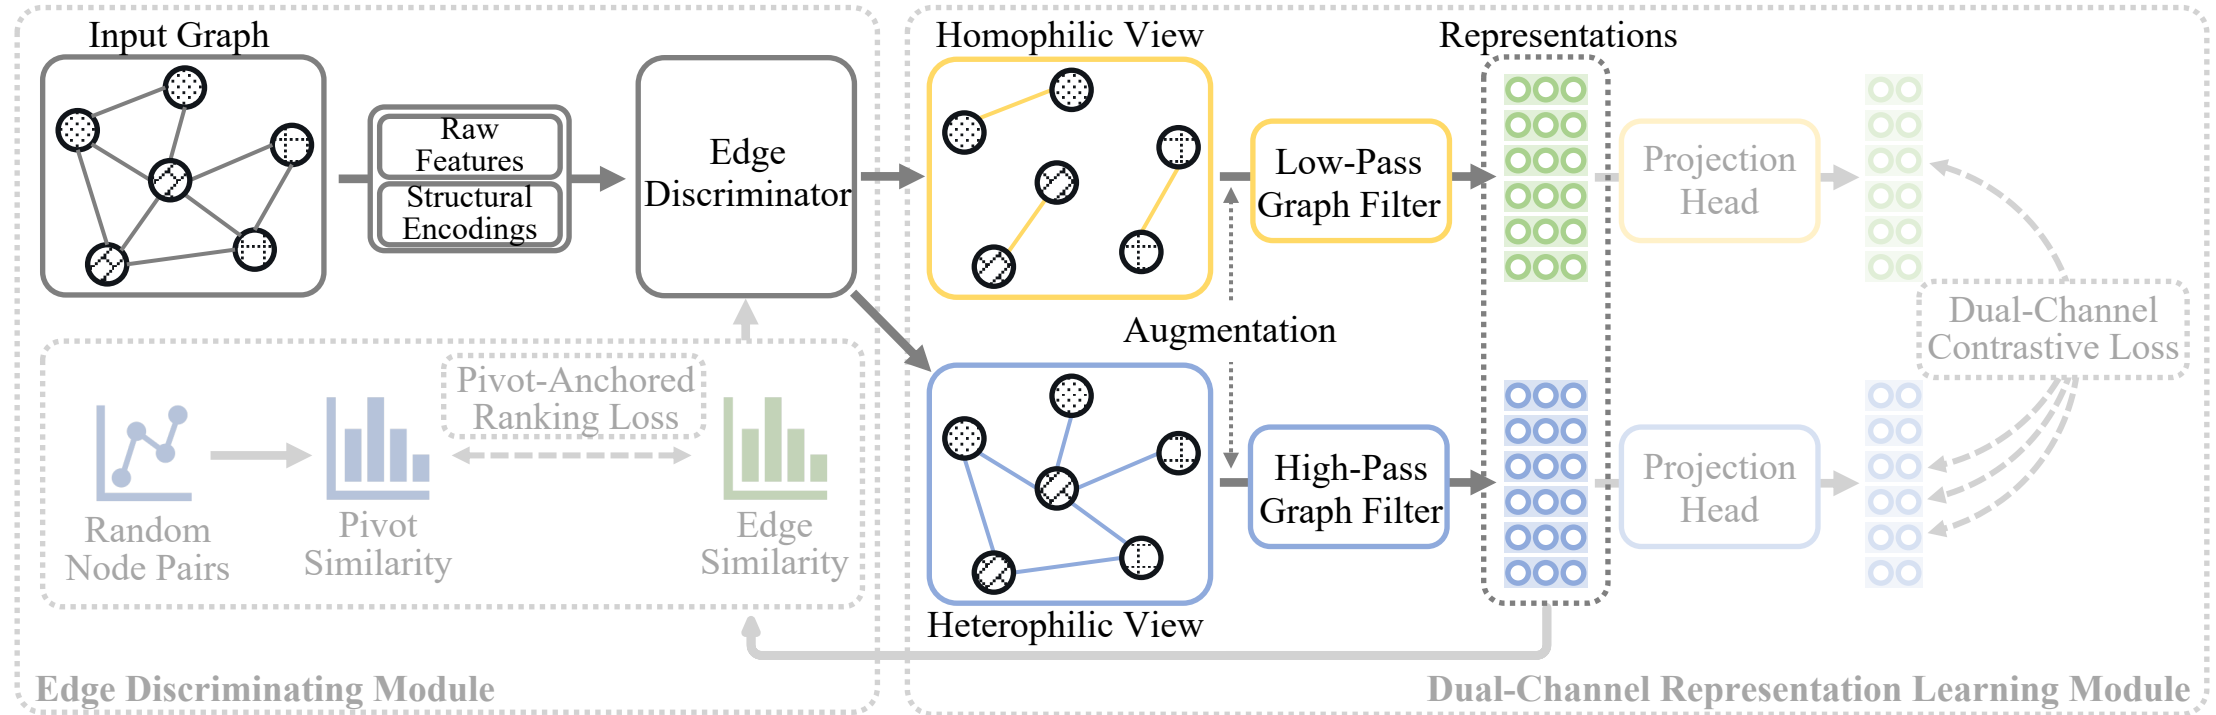 Input Graph
Raw
Features
Structural
Encodings
Edge
Discriminator
Pivot-Anchored
Ranking Loss
Random
Node Pairs
Pivot
Similarity
Edge
Similarity
Edge Discriminating Module
Homophilic View
Representations
Low-Pass
Graph Filter
Projection
Head
Augmentation
Dual-Channel
Contrastive Loss
High-Pass
Graph Filter
Projection
Head
Heterophilic View
Dual-Channel Representation Learning Module